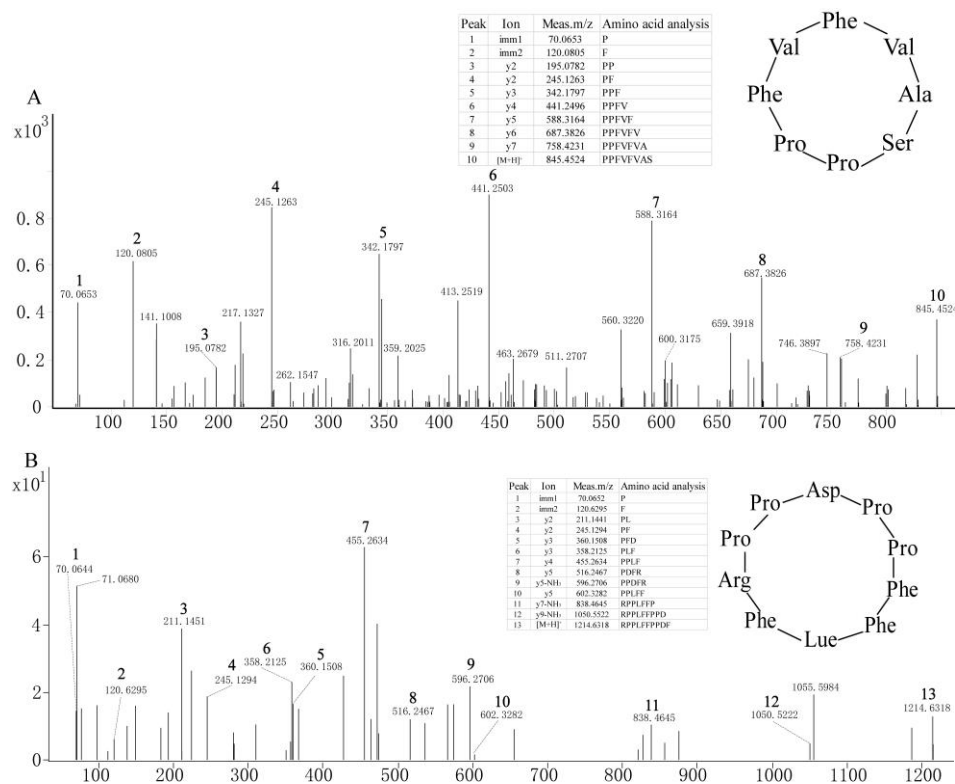 Peak Ion Meas.m/z Amino acid analysis
1 imm1 70.0653 P
2 imm2 120.0805 F
3 y2 195.0782 PP
4 y2 245.1263 PF
5 y3 342.1797 PPF
6 y4 441.2496 PPFV
7 y5 588.3164 PPFVF
8 y6 687.3826 PPFVFV
9 y7 758.4231 PPFVFVA
10 [M+H]+ 845.4524 PPFVFVAS
Phe
Val Val
Phe Ala
Pro Pro Ser
A
x10³
0.8
0.6
0.4
0.2
0
1
70.0653
2
120.0805
141.1008
3
195.0782
217.1327
4
245.1263
262.1547
316.2011
5
342.1797
359.2025
413.2519
6
441.2503
463.2679
511.2707
560.3220
7
588.3164
600.3175
659.3918
8
687.3826
746.3897
9
758.4231
10
845.4524
100 150 200 250 300 350 400 450 500 550 600 650 700 750 800
B
x10¹
6
4
2
0
Peak Ion Meas.m/z Amino acid analysis
1 imm1 70.0652 P
2 imm2 120.6295 F
3 y2 211.1441 PL
4 y2 245.1294 PF
5 y3 360.1508 PFD
6 y3 358.2125 PLF
7 y4 455.2634 PPLF
8 y5 516.2467 PDFR
9 y5-NH₃ 596.2706 PPDFR
10 y5 602.3282 PPLFF
11 y7-NH₃ 838.4645 RPPLFFP
12 y9-NH₃ 1050.5522 RPPLFFPPD
13 [M+H]+ 1214.6318 RPPLFFPPDF
Asp
Pro Pro
Pro Pro
Arg Phe
Phe Lue Phe
1
70.0644
71.0680
2
120.6295
3
211.1451
4
245.1294
6
358.2125
5
360.1508
7
455.2634
8
516.2467
9
596.2706
10
602.3282
11
838.4645
12
1050.5222
1055.5984
13
1214.6318
100 200 300 400 500 600 700 800 900 1000 1100 1200